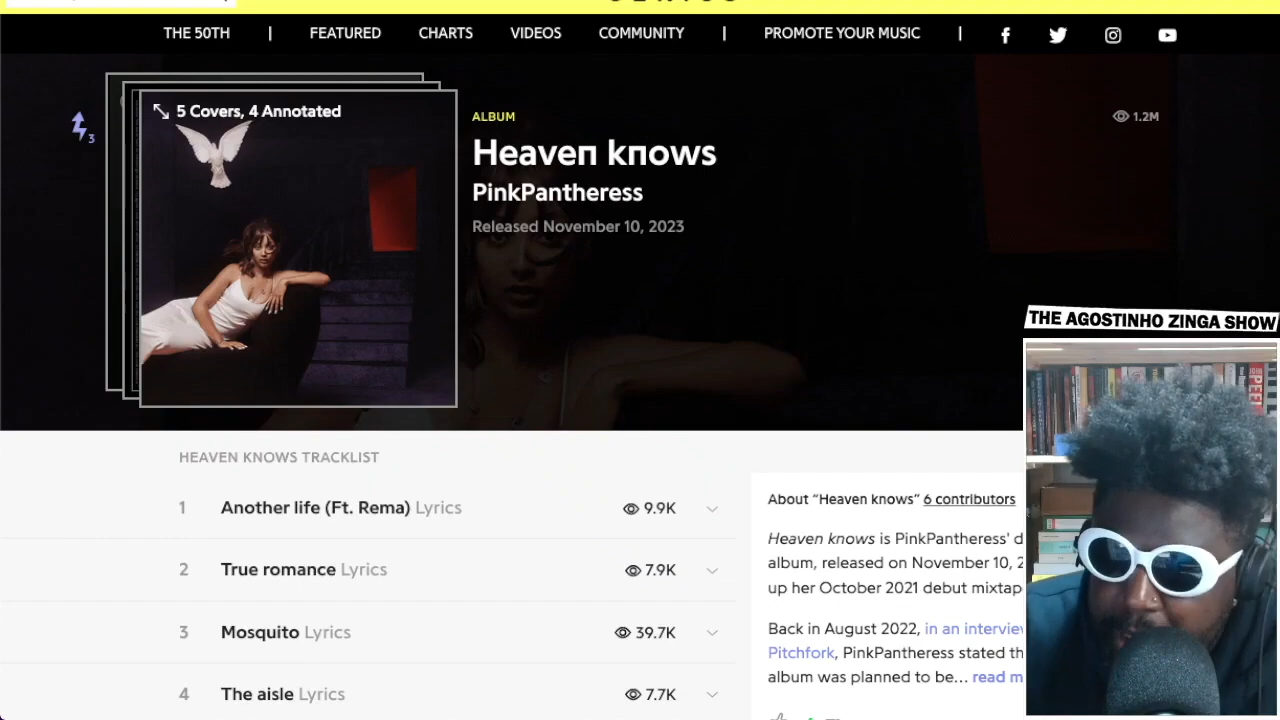 THE 50TH | FEATURED CHARTS VIDEOS COMMUNITY | PROMOTE YOUR MUSIC |
5 Covers, 4 Annotated
3
ALBUM
1.2M
Heaven knows
PinkPantheress
Released November 10, 2023
THE AGOSTINHO ZINGA SHOW
HEAVEN KNOWS TRACKLIST
1 Another life (Ft. Rema) Lyrics 9.9K
2 True romance Lyrics 7.9K
3 Mosquito Lyrics 39.7K
4 The aisle Lyrics 7.7K
About “Heaven knows” 6 contributors
Heaven knows is PinkPantheress' d
album, released on November 10, 2
up her October 2021 debut mixtap
Back in August 2022, in an interview
Pitchfork, PinkPantheress stated th
album was planned to be... read m
PEEL